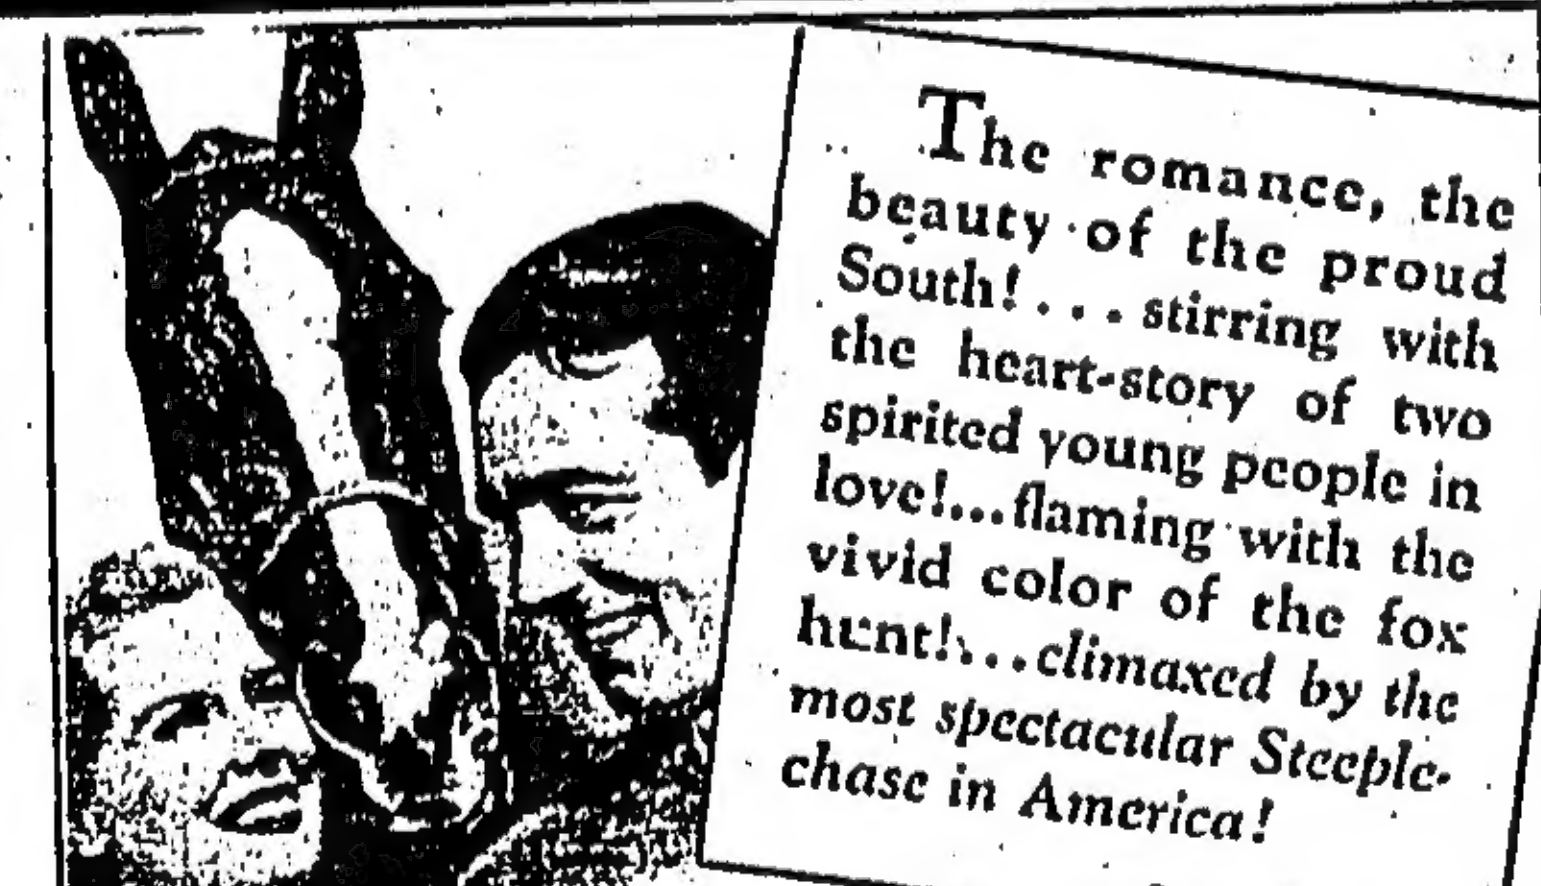 The romance, the
beauty of the proud
South! . . . stirring with
the heart-story of two
spirited young people in
love!...flaming with the
vivid color of the fox
hunt!...climaxed by the
most spectacular Steeple-
chase in America!